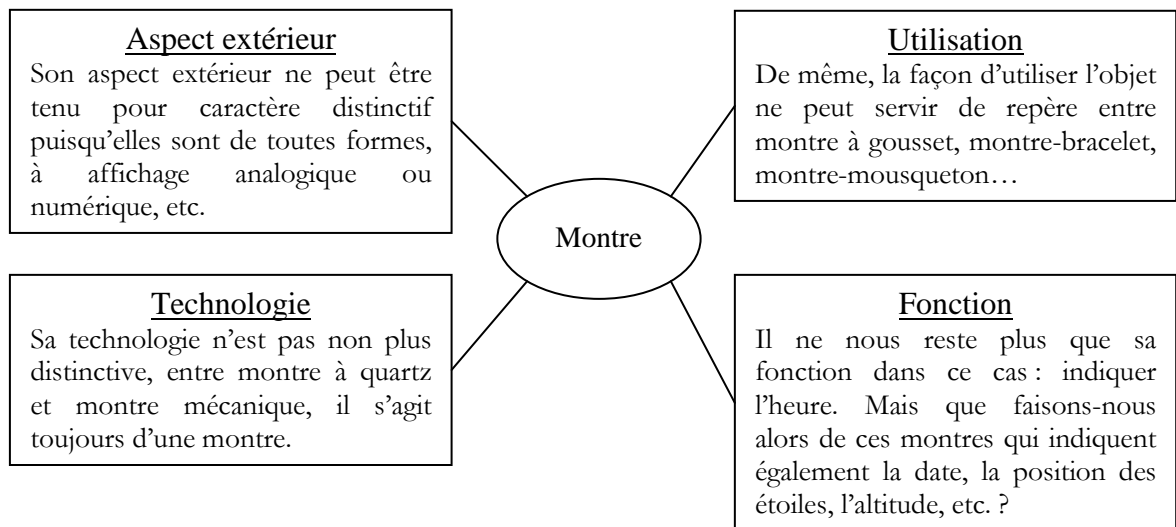 Aspect extérieur
Son aspect extérieur ne peut être
tenu pour caractère distinctif
puisqu’elles sont de toutes formes,
à affichage analogique ou
numérique, etc.
Utilisation
De même, la façon d’utiliser l’objet
ne peut servir de repère entre
montre à gousset, montre-bracelet,
montre-mousqueton…
Montre
Technologie
Sa technologie n’est pas non plus
distinctive, entre montre à quartz
et montre mécanique, il s’agit
toujours d’une montre.
Fonction
Il ne nous reste plus que sa
fonction dans ce cas : indiquer
l’heure. Mais que faisons-nous
alors de ces montres qui indiquent
également la date, la position des
étoiles, l’altitude, etc. ?